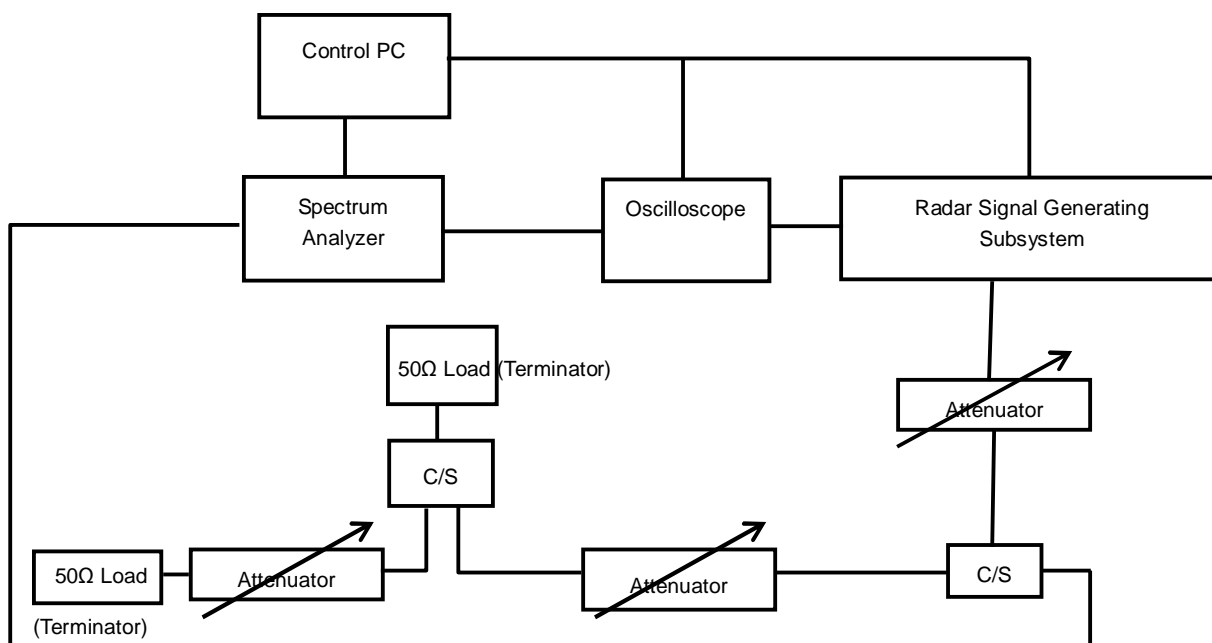 Control PC
Spectrum
Analyzer
Oscilloscope
Radar Signal Generating
Subsystem
50Ω Load (Terminator)
Attenuator
C/S
50Ω Load
(Terminator)
Attenuator
Attenuator
C/S